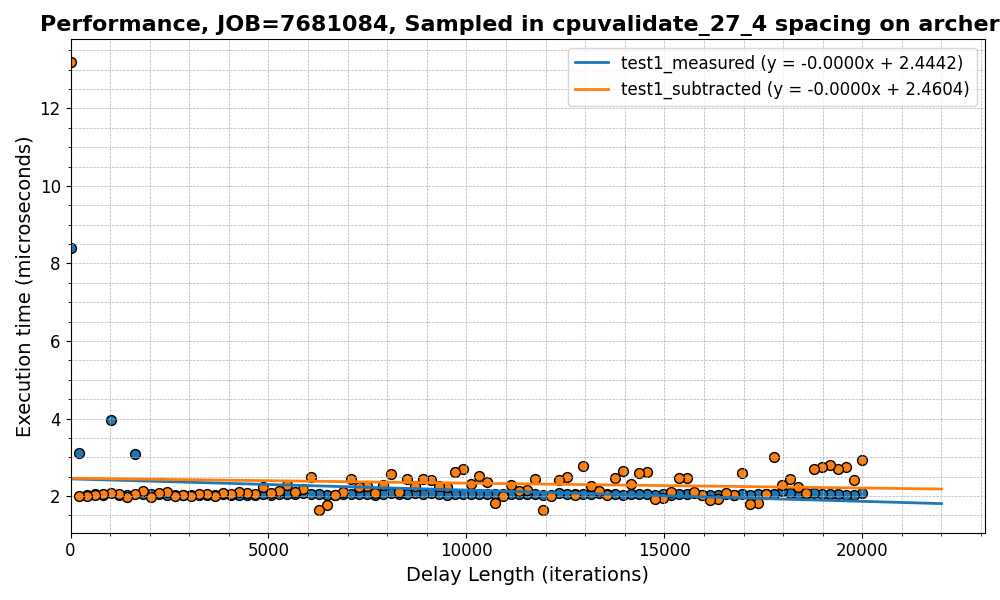 Performance, JOB=7681084, Sampled in cpuvalidate_27_4 spacing on archer
test1_measured (y = -0.0000x + 2.4442)
test1_subtracted (y = -0.0000x + 2.4604)
Execution time (microseconds)
12
10
8
6
4
2
0
5000
10000
15000
20000
Delay Length (iterations)